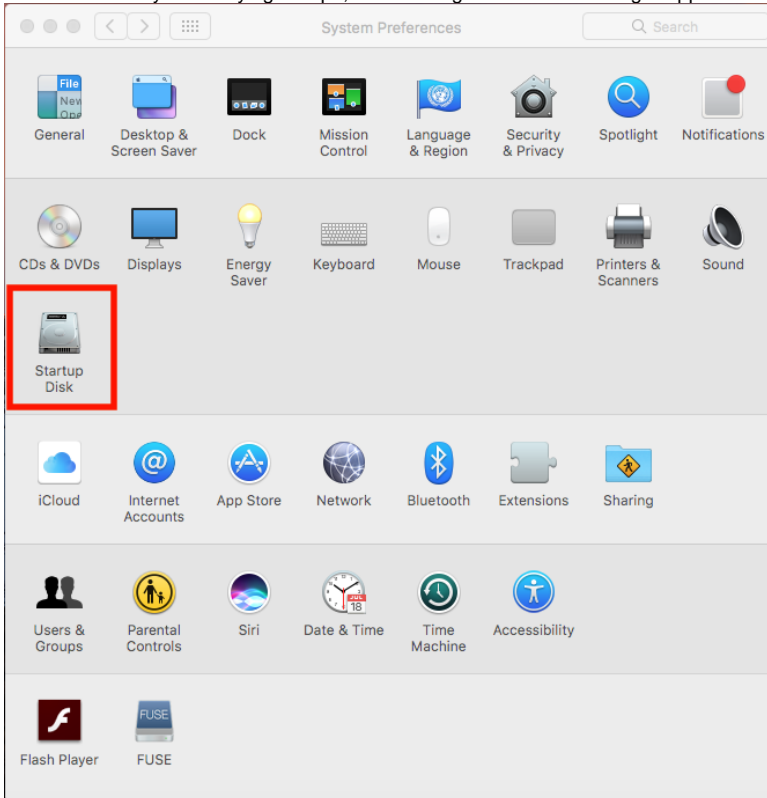 System Preferences
Search
File
New
Ope
General
Desktop &
Screen Saver
Dock
Mission
Control
Language
& Region
Security
& Privacy
Spotlight
Notifications
CDs & DVDs
Displays
Energy
Saver
Keyboard
Mouse
Trackpad
Printers &
Scanners
Sound
Startup
Disk
iCloud
Internet
Accounts
App Store
Network
Bluetooth
Extensions
Sharing
Users &
Groups
Parental
Controls
Siri
JUL
18
Date & Time
Time
Machine
Accessibility
Flash Player
FUSE
FUSE